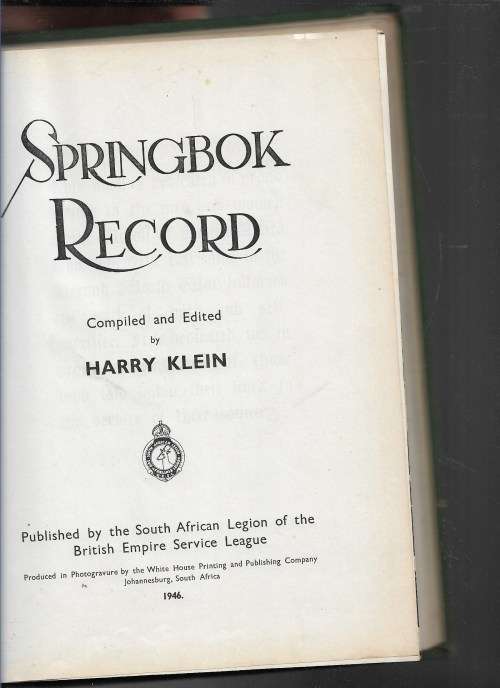 SPRINGBOK
RECORD
Compiled and Edited
by
HARRY KLEIN
Published by the South African Legion of the
British Empire Service League
Produced in Photogravure by the White House Printing and Publishing Company
Johannesburg, South Africa
1946.